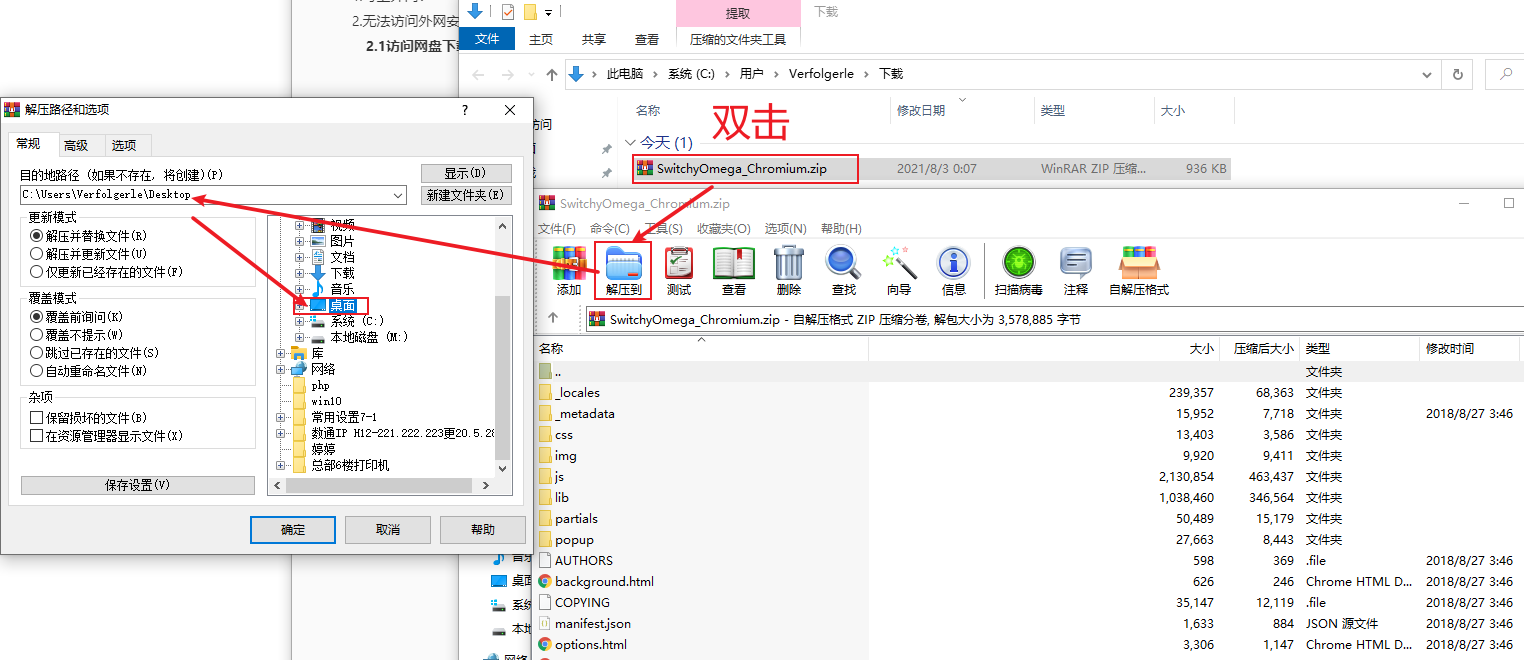 2.无法访问外网安
2.1访问网盘下载
提取
下载
文件
主页
共享
查看
压缩的文件夹工具
此电脑 › 系统 (C:) › 用户 › Verfolgerle › 下载
名称
修改日期
类型
大小
访问
今天 (1)
双击
SwitchyOmega_Chromium.zip
2021/8/3 0:07
WinRAR ZIP 压缩...
936 KB
解压路径和选项
?
常规
高级
选项
目的地路径 (如果不存在，将创建)(P)
显示(D)
C:\Users\Verfolgerle\Desktop
新建文件夹(E)
更新模式
解压并替换文件(R)
解压并更新文件(U)
仅更新已经存在的文件(F)
覆盖模式
覆盖前询问(K)
覆盖不提示(W)
跳过已存在的文件(S)
自动重命名文件(N)
杂项
保留损坏的文件(B)
在资源管理器显示文件(X)
保存设置(V)
视频
图片
文档
下载
音乐
桌面
系统 (C:)
本地磁盘 (M:)
库
网络
php
win10
常用设置7-1
数通IP H12-221.222.223更20.5.28
婷婷
总部6楼打印机
确定
取消
帮助
SwitchyOmega_Chromium.zip
文件(F) 命令(C) 工具(S) 收藏夹(O) 选项(N) 帮助(H)
添加 解压到 测试 查看 删除 查找 向导 信息 扫描病毒 注释 自解压格式
SwitchyOmega_Chromium.zip - 自解压格式 ZIP 压缩分卷, 解包大小为 3,578,885 字节
名称 大小 压缩后大小 类型 修改时间
.. 文件夹
_locales 239,357 68,363 文件夹
_metadata 15,952 7,718 文件夹 2018/8/27 3:46
css 13,403 3,586 文件夹
img 9,920 9,411 文件夹
js 2,130,854 463,437 文件夹
lib 1,038,460 346,564 文件夹
partials 50,489 15,179 文件夹
popup 27,663 8,443 文件夹
AUTHORS 598 369 .file 2018/8/27 3:46
background.html 626 246 Chrome HTML D... 2018/8/27 3:46
COPYING 35,147 12,119 .file 2018/8/27 3:46
manifest.json 1,633 884 JSON 源文件 2018/8/27 3:46
options.html 3,306 1,147 Chrome HTML D... 2018/8/27 3:46
音乐
桌面
系统
本地
网络